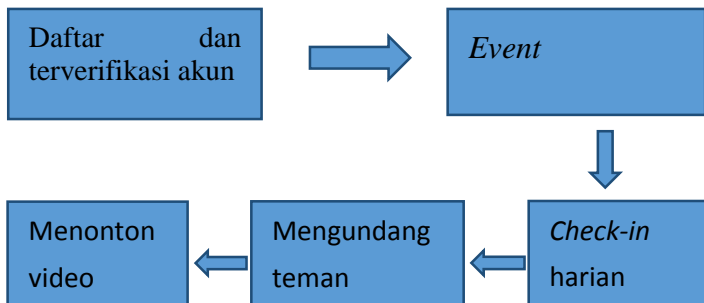 Daftar dan
terverifikasi akun
Event
Check-in
harian
Mengundang
teman
Menonton
video